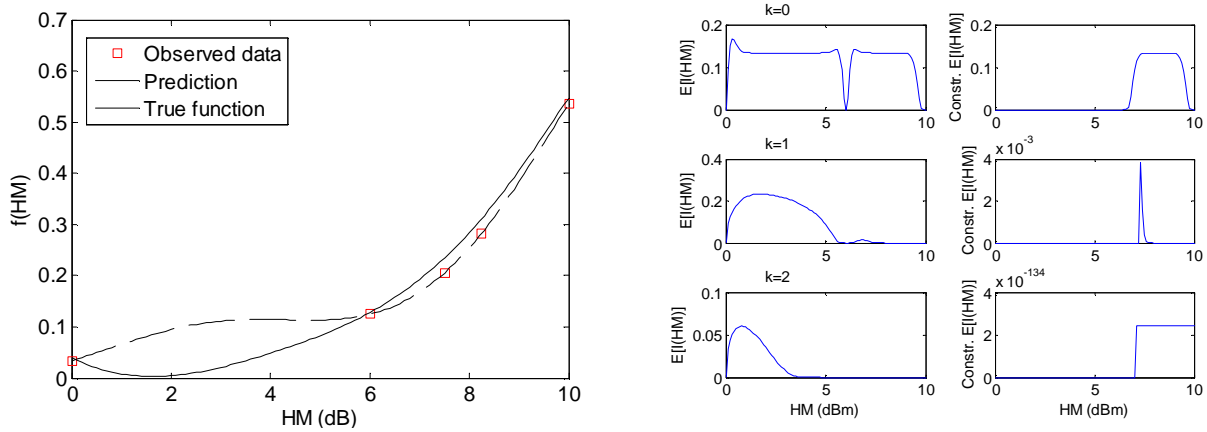 0.7
0.6
0.5
0.4
0.3
0.2
0.1
0
f(HM)
Observed data
Prediction
True function
0 2 4 6 8 10
HM (dB)
k=0
0.2
0.1
0
E[I(HM)]
0 5 10
0.2
0.1
0
Constr. E[I(HM)]
0 5 10
k=1
0.4
0.2
0
E[I(HM)]
0 5 10
x 10-3
4
2
0
Constr. E[I(HM)]
0 5 10
k=2
0.1
0.05
0
E[I(HM)]
0 5 10
HM (dBm)
x 10-134
4
2
0
Constr. E[I(HM)]
0 5 10
HM (dBm)